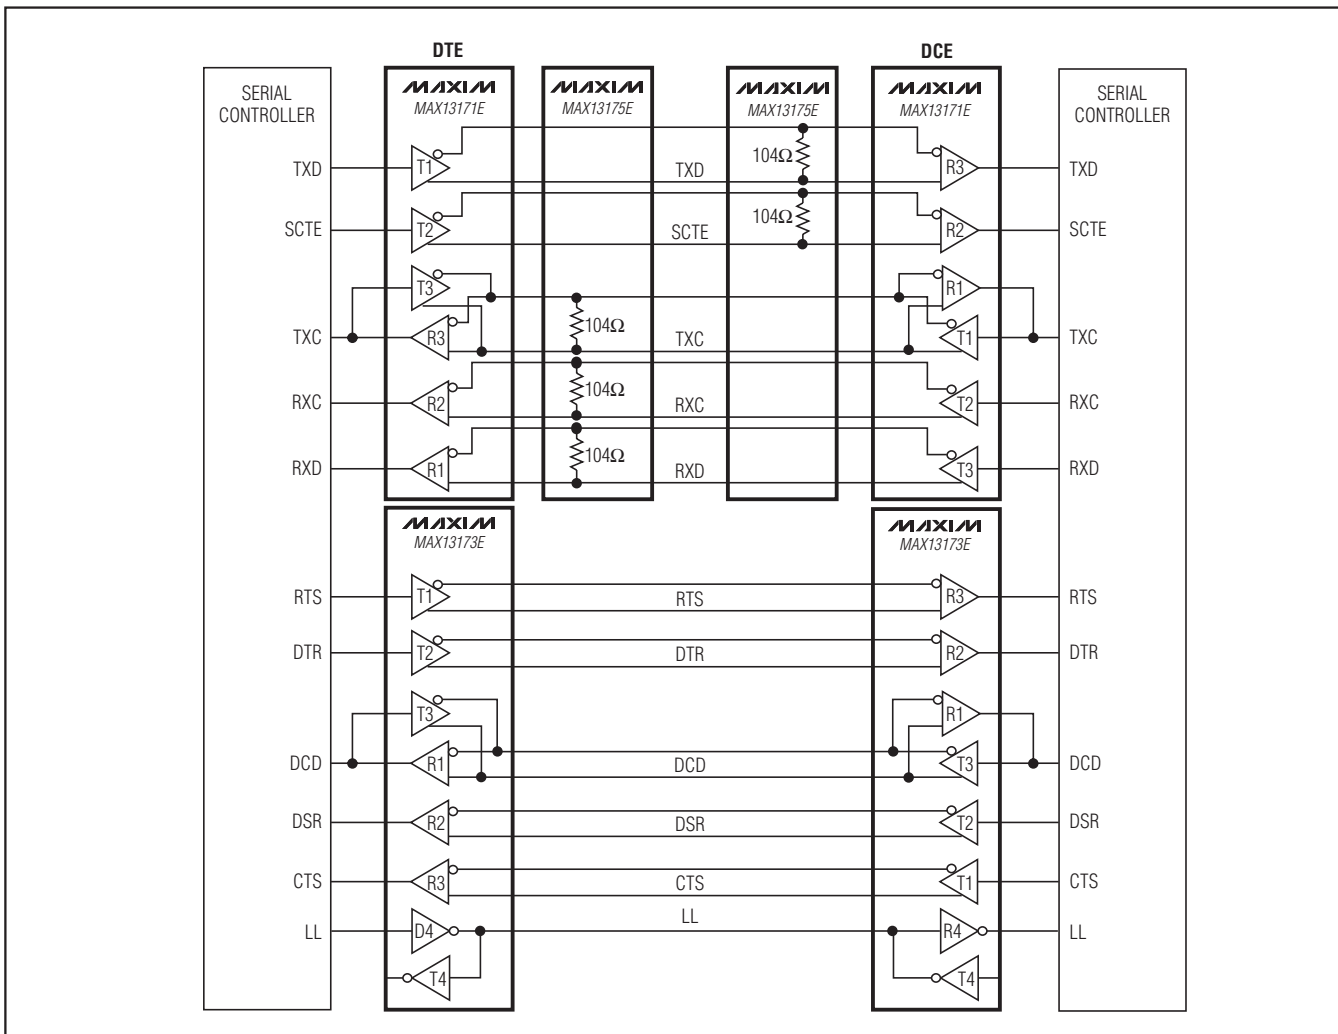 DTE
DCE
SERIAL
CONTROLLER
MAXIM
MAX13171E
MAXIM
MAX13175E
MAXIM
MAX13175E
MAXIM
MAX13171E
SERIAL
CONTROLLER
TXD
T1
TXD
104Ω
R3
TXD
SCTE
T2
SCTE
104Ω
R2
SCTE
T3
R1
TXC
R3
104Ω
TXC
T1
TXC
RXC
R2
104Ω
RXC
T2
RXC
RXD
R1
104Ω
RXD
T3
RXD
MAXIM
MAX13173E
MAXIM
MAX13173E
RTS
T1
RTS
R3
RTS
DTR
T2
DTR
R2
DTR
T3
R1
DCD
R1
DCD
T3
DCD
DSR
R2
DSR
T2
DSR
CTS
R3
CTS
T1
CTS
LL
D4
LL
R4
LL
T4
T4